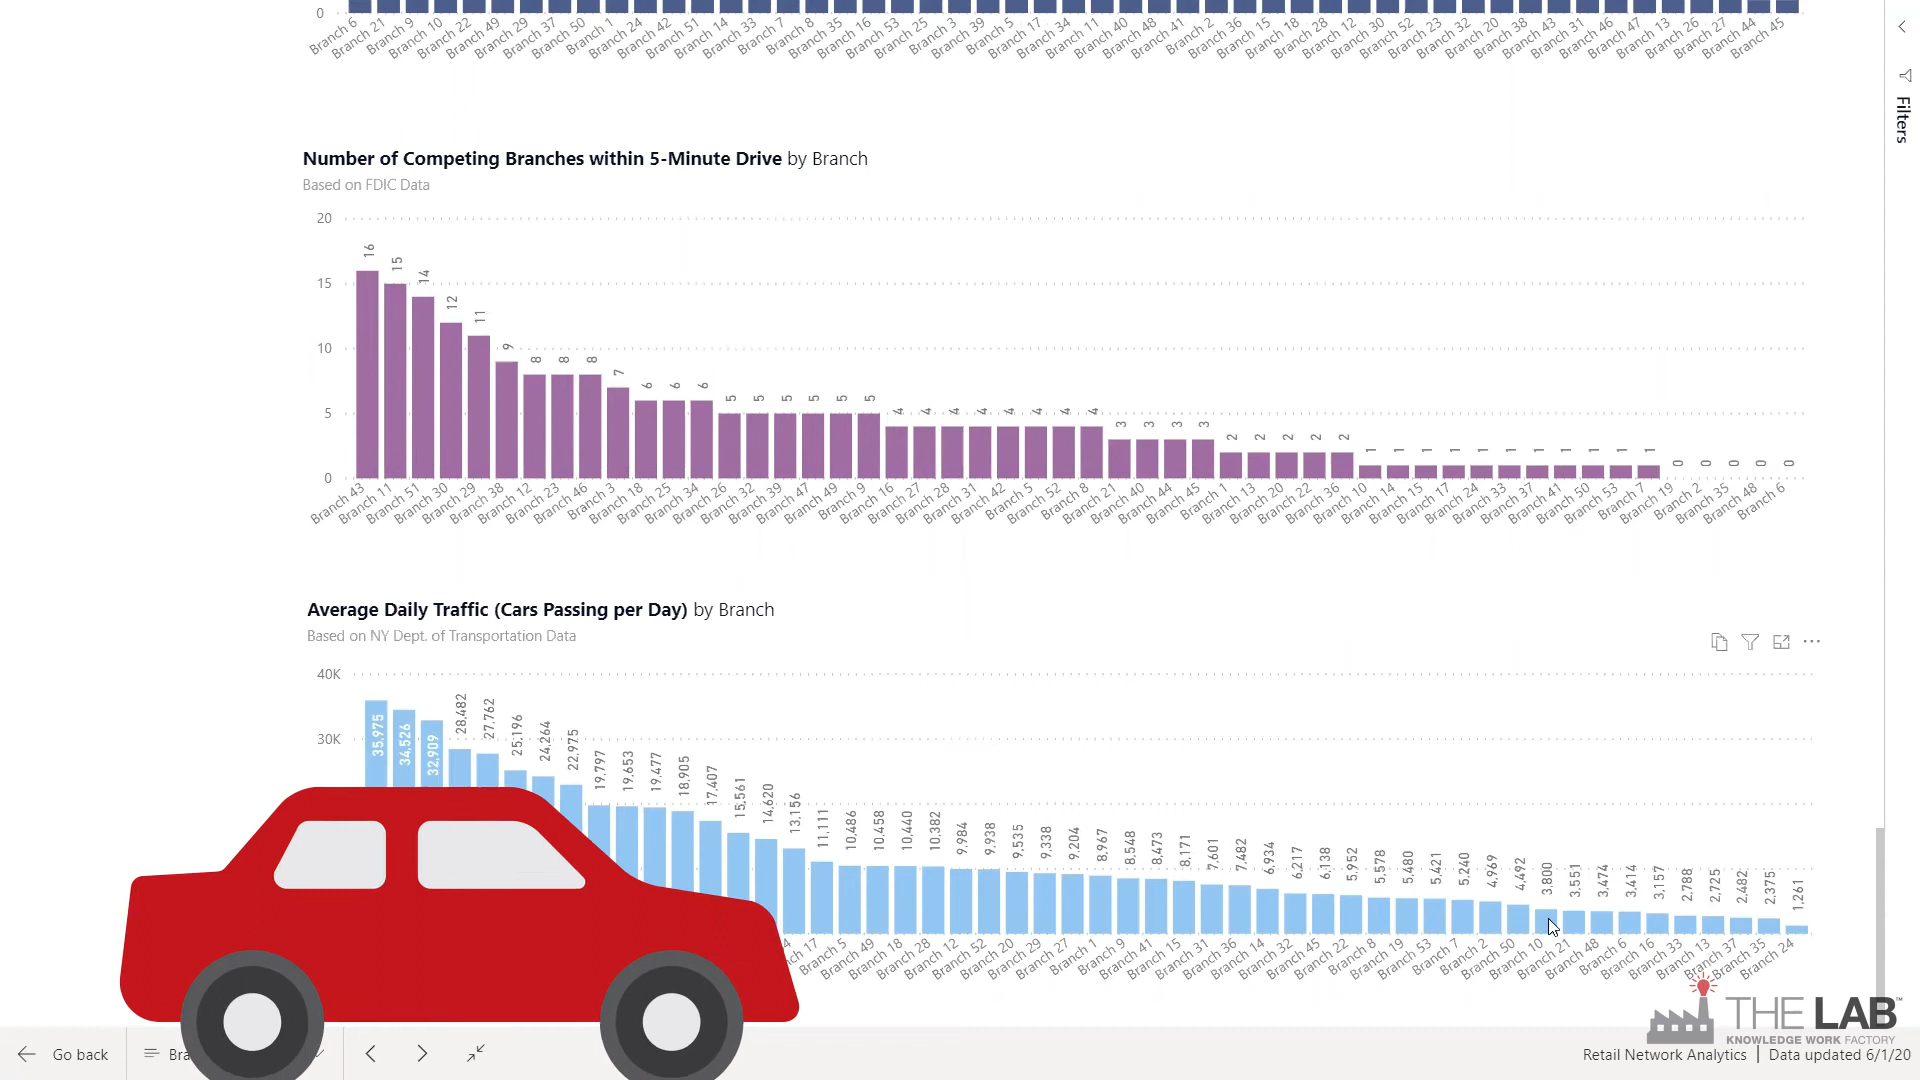 0
Branch 6 Branch 21 Branch 9 Branch 10 Branch 22 Branch 49 Branch 29 Branch 37 Branch 50 Branch 1 Branch 24 Branch 42 Branch 51 Branch 14 Branch 33 Branch 7 Branch 8 Branch 35 Branch 16 Branch 53 Branch 25 Branch 3 Branch 39 Branch 5 Branch 17 Branch 34 Branch 11 Branch 40 Branch 48 Branch 41 Branch 2 Branch 36 Branch 15 Branch 18 Branch 28 Branch 12 Branch 30 Branch 52 Branch 23 Branch 32 Branch 20 Branch 38 Branch 43 Branch 31 Branch 46 Branch 47 Branch 13 Branch 26 Branch 27 Branch 44 Branch 45
Filters
Number of Competing Branches within 5-Minute Drive by Branch
Based on FDIC Data
20
15
10
5
0
16 15 14 12 11 9 8 8 8 7 6 6 6 5 5 5 5 5 5 4 4 4 4 4 4 4 4 3 3 3 3 2 2 2 2 2 1 1 1 1 1 1 1 1 1 1 1 0 0 0 0 0
Branch 43 Branch 11 Branch 51 Branch 30 Branch 29 Branch 38 Branch 12 Branch 23 Branch 46 Branch 3 Branch 18 Branch 25 Branch 34 Branch 26 Branch 32 Branch 39 Branch 47 Branch 49 Branch 9 Branch 16 Branch 27 Branch 28 Branch 31 Branch 42 Branch 5 Branch 52 Branch 8 Branch 21 Branch 40 Branch 44 Branch 45 Branch 1 Branch 13 Branch 20 Branch 22 Branch 36 Branch 10 Branch 14 Branch 15 Branch 17 Branch 24 Branch 33 Branch 37 Branch 41 Branch 50 Branch 53 Branch 7 Branch 19 Branch 2 Branch 35 Branch 48 Branch 6
Average Daily Traffic (Cars Passing per Day) by Branch
Based on NY Dept. of Transportation Data
40K
30K
35,975 34,526 32,909 28,482 27,762 25,196 24,264 22,975 19,797 19,653 19,477 18,905 17,407 15,561 14,620 13,156 11,111 10,486 10,458 10,440 10,382 9,984 9,938 9,535 9,338 9,204 8,967 8,548 8,473 8,171 7,601 7,482 6,934 6,217 6,138 5,952 5,578 5,480 5,421 5,240 4,969 4,492 3,800 3,551 3,474 3,414 3,157 2,788 2,725 2,482 2,375 1,261
4 17 Branch 5 Branch 49 Branch 18 Branch 28 Branch 12 Branch 52 Branch 20 Branch 29 Branch 27 Branch 1 Branch 9 Branch 41 Branch 15 Branch 31 Branch 36 Branch 14 Branch 32 Branch 45 Branch 22 Branch 8 Branch 19 Branch 53 Branch 7 Branch 2 Branch 50 Branch 10 Branch 21 Branch 48 Branch 6 Branch 16 Branch 33 Branch 13 Branch 37 Branch 35 Branch 24
THE LAB™
KNOWLEDGE WORK FACTORY
Go back
Bra
Retail Network Analytics | Data updated 6/1/20